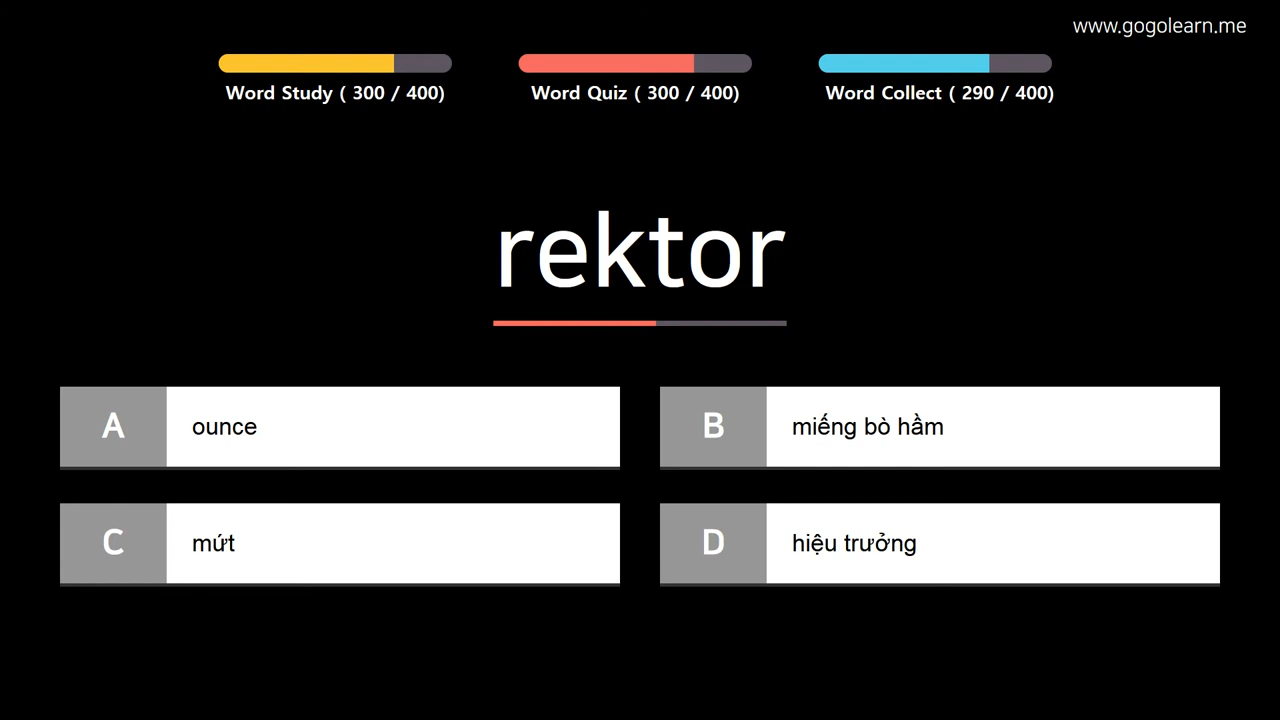 www.gogolearn.me
Word Study ( 300 / 400)
Word Quiz ( 300 / 400)
Word Collect ( 290 / 400)
rektor
A
ounce
B
miếng bò hầm
C
mứt
D
hiệu trưởng